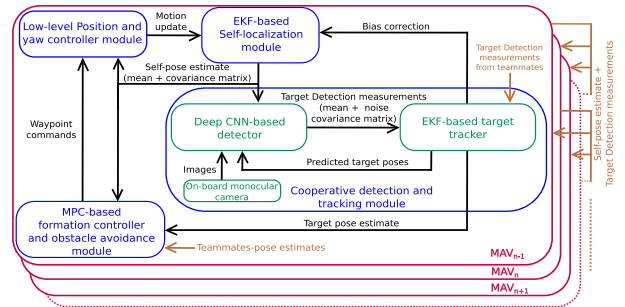 Low-level Position and
yaw controller module
Motion
update
EKF-based
Self-localization
module
Bias correction
Target Detection
measurements
from teammates
Self-pose estimate
(mean + covariance matrix)
Target Detection measurements
(mean + noise
covariance matrix)
Deep CNN-based
detector
EKF-based target
tracker
Waypoint
commands
Images
Predicted target poses
On-board monocular
camera
Cooperative detection and
tracking module
MPC-based
formation controller
and obstacle avoidance
module
Target pose estimate
Teammates-pose estimates
MAVn-1
MAVn
MAVn+1
Self-pose estimate +
Target Detection measurements